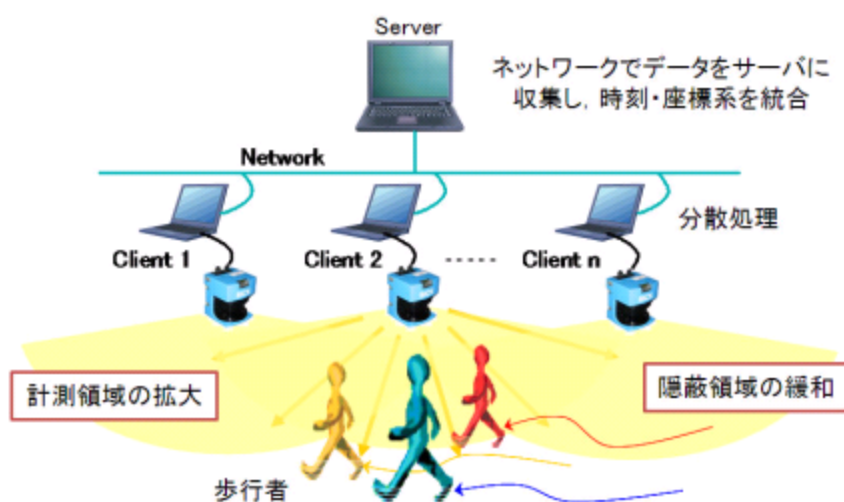 Server
ネットワークでデータをサーバに
収集し，時刻・座標系を統合
Network
分散処理
Client 1
Client 2
Client n
計測領域の拡大
隠蔽領域の緩和
歩行者